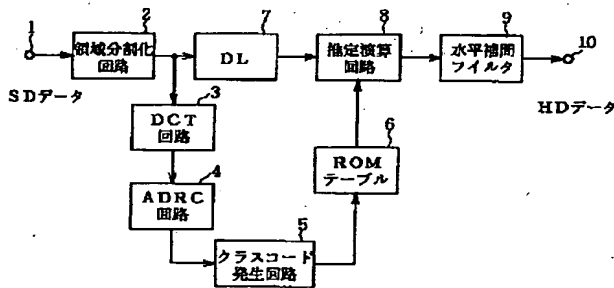 1
SDデータ
2
領域分割化
回路
7
DL
8
推定演算
回路
9
水平補間
フイルタ
10
HDデータ
3
DCT
回路
4
ADRC
回路
5
クラスコード
発生回路
6
ROM
テーブル